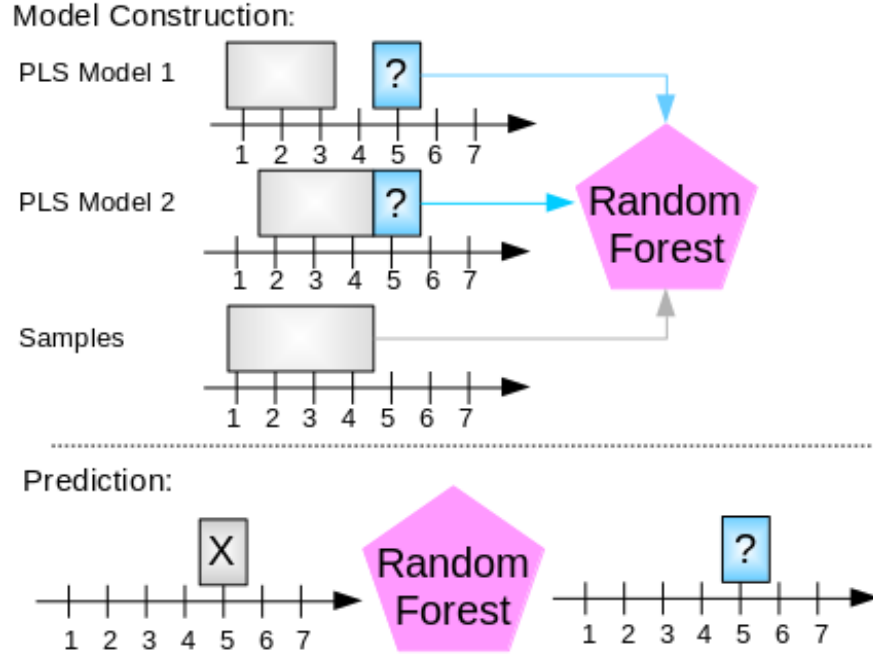 Model Construction:
PLS Model 1
?
1 2 3 4 5 6 7
PLS Model 2
?
1 2 3 4 5 6 7
Random
Forest
Samples
1 2 3 4 5 6 7
Prediction:
X
1 2 3 4 5 6 7
Random
Forest
?
1 2 3 4 5 6 7